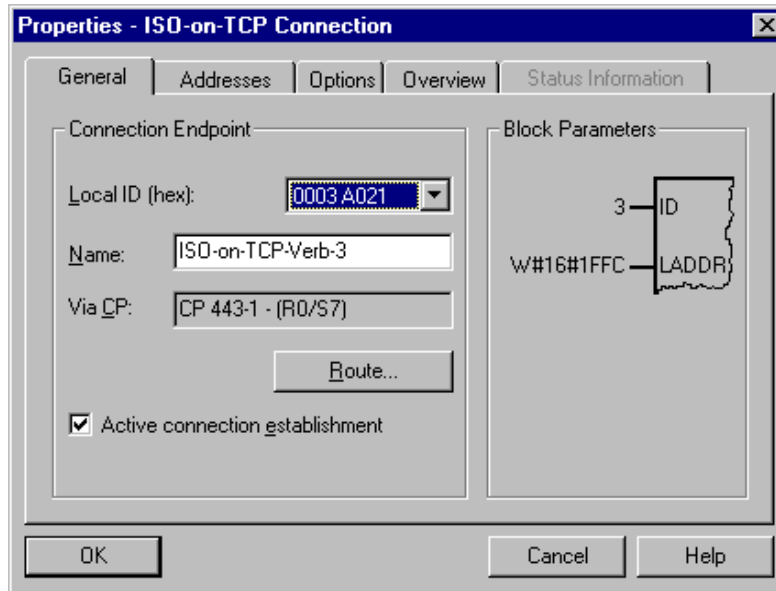 Properties - ISO-on-TCP Connection
General Addresses Options Overview Status Information
Connection Endpoint
Local ID (hex): 0003 A021
Name: ISO-on-TCP-Verb-3
Via CP: CP 443-1 - (R0/S7)
Route...
Active connection establishment
Block Parameters
3 ID
W#16#1FFC LADDR
OK Cancel Help